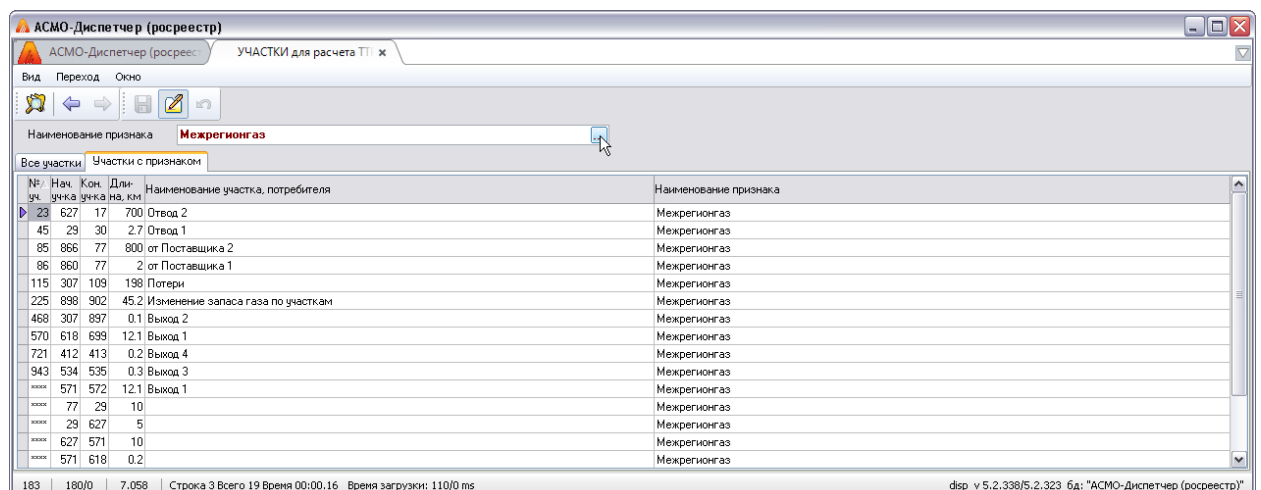 АСМО-Диспетчер (росреестр)
АСМО-Диспетчер (росреест УЧАСТКИ для расчета ТТ
Вид Переход Окно
Наименование признака Межрегионгаз ...
Все участки Участки с признаком
№ уч. Нач. уч-ка Кон. уч-ка Дли- на, км Наименование участка, потребителя Наименование признака
23 627 17 700 Отвод 2 Межрегионгаз
45 29 30 2.7 Отвод 1 Межрегионгаз
85 866 77 800 от Поставщика 2 Межрегионгаз
86 860 77 2 от Поставщика 1 Межрегионгаз
115 307 109 198 Потери Межрегионгаз
225 898 902 45.2 Изменение запаса газа по участкам Межрегионгаз
468 307 897 0.1 Выход 2 Межрегионгаз
570 618 699 12.1 Выход 1 Межрегионгаз
721 412 413 0.2 Выход 4 Межрегионгаз
943 534 535 0.3 Выход 3 Межрегионгаз
**** 571 572 12.1 Выход 1 Межрегионгаз
**** 77 29 10 Межрегионгаз
**** 29 627 5 Межрегионгаз
**** 627 571 10 Межрегионгаз
**** 571 618 0.2 Межрегионгаз
183 180/0 7.058 Строка 3 Всего 19 Время 00:00.16 Время загрузки: 110/0 ms disp v 5.2.338/5.2.323 бд: "АСМО-Диспетчер (росреестр)"